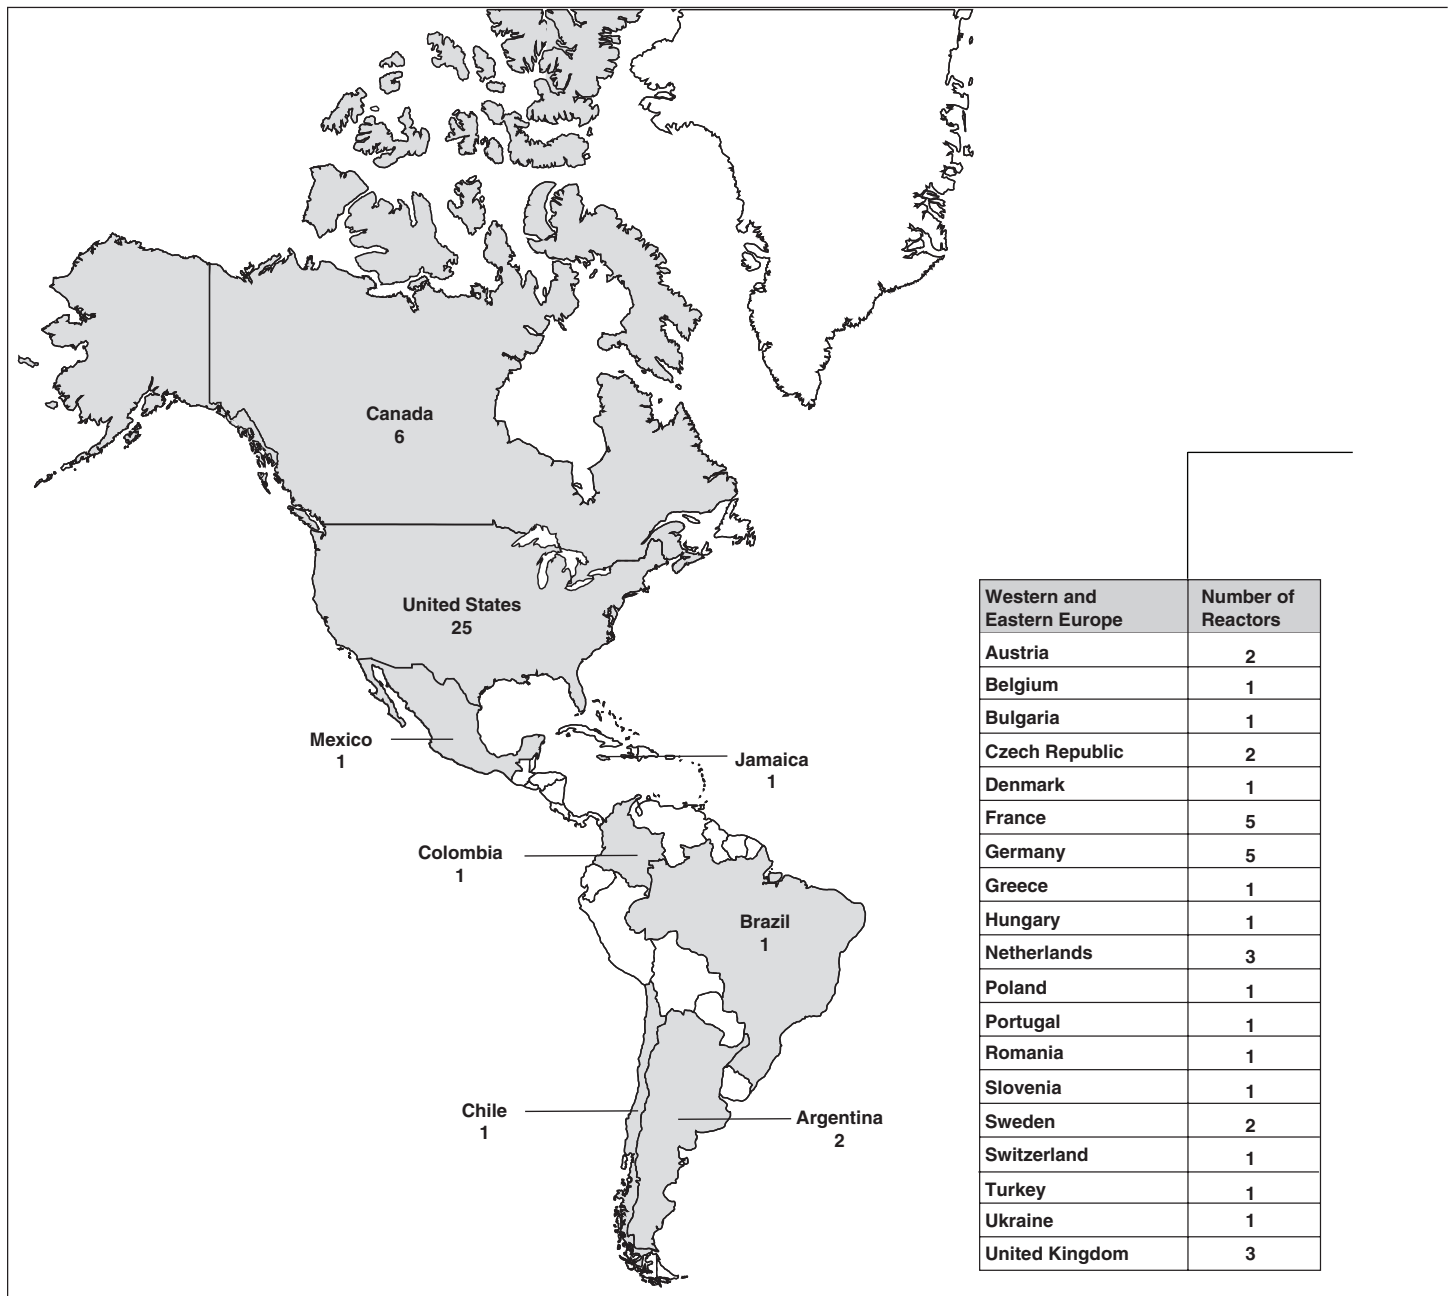 Canada
6
United States
25
Mexico
1
Jamaica
1
Colombia
1
Brazil
1
Chile
1
Argentina
2
Western and Eastern Europe Number of Reactors
Austria 2
Belgium 1
Bulgaria 1
Czech Republic 2
Denmark 1
France 5
Germany 5
Greece 1
Hungary 1
Netherlands 3
Poland 1
Portugal 1
Romania 1
Slovenia 1
Sweden 2
Switzerland 1
Turkey 1
Ukraine 1
United Kingdom 3